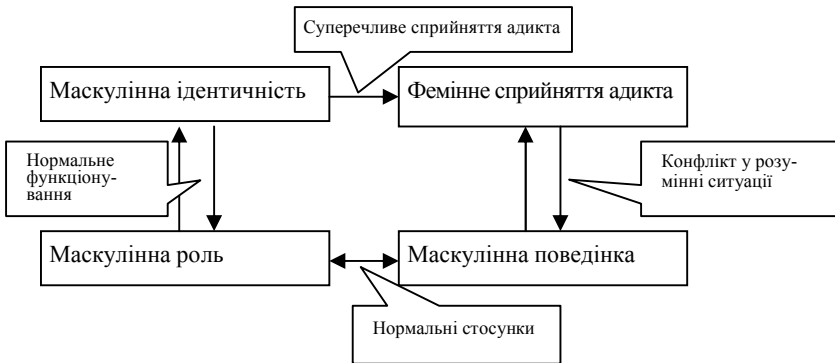 Суперечливе сприйняття адикта
Маскулінна ідентичність
Фемінне сприйняття адикта
Нормальне
функціону-
вання
Конфлікт у розу-
мінні ситуації
Маскулінна роль
Маскулінна поведінка
Нормальні стосунки